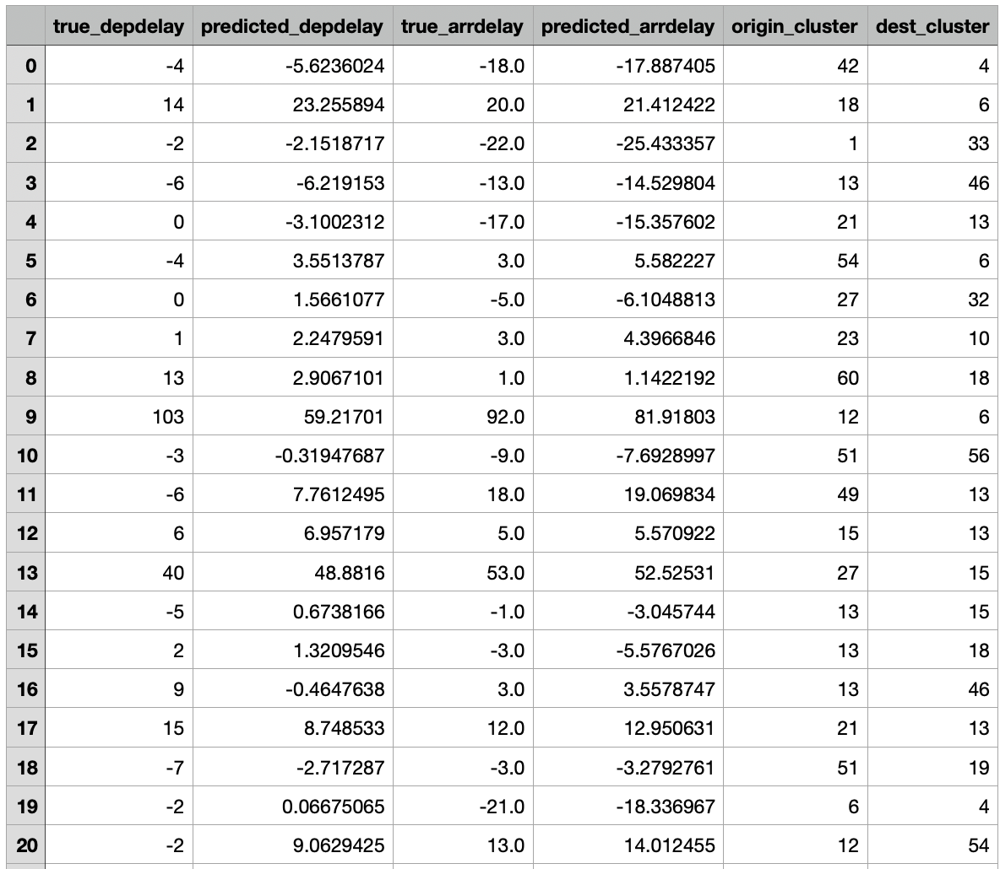 true_depdelay predicted_depdelay true_arrdelay predicted_arrdelay origin_cluster dest_cluster
0 -4 -5.6236024 -18.0 -17.887405 42 4
1 14 23.255894 20.0 21.412422 18 6
2 -2 -2.1518717 -22.0 -25.433357 1 33
3 -6 -6.219153 -13.0 -14.529804 13 46
4 0 -3.1002312 -17.0 -15.357602 21 13
5 -4 3.5513787 3.0 5.582227 54 6
6 0 1.5661077 -5.0 -6.1048813 27 32
7 1 2.2479591 3.0 4.3966846 23 10
8 13 2.9067101 1.0 1.1422192 60 18
9 103 59.21701 92.0 81.91803 12 6
10 -3 -0.31947687 -9.0 -7.6928997 51 56
11 -6 7.7612495 18.0 19.069834 49 13
12 6 6.957179 5.0 5.570922 15 13
13 40 48.8816 53.0 52.52531 27 15
14 -5 0.6738166 -1.0 -3.045744 13 15
15 2 1.3209546 -3.0 -5.5767026 13 18
16 9 -0.4647638 3.0 3.5578747 13 46
17 15 8.748533 12.0 12.950631 21 13
18 -7 -2.717287 -3.0 -3.2792761 51 19
19 -2 0.06675065 -21.0 -18.336967 6 4
20 -2 9.0629425 13.0 14.012455 12 54